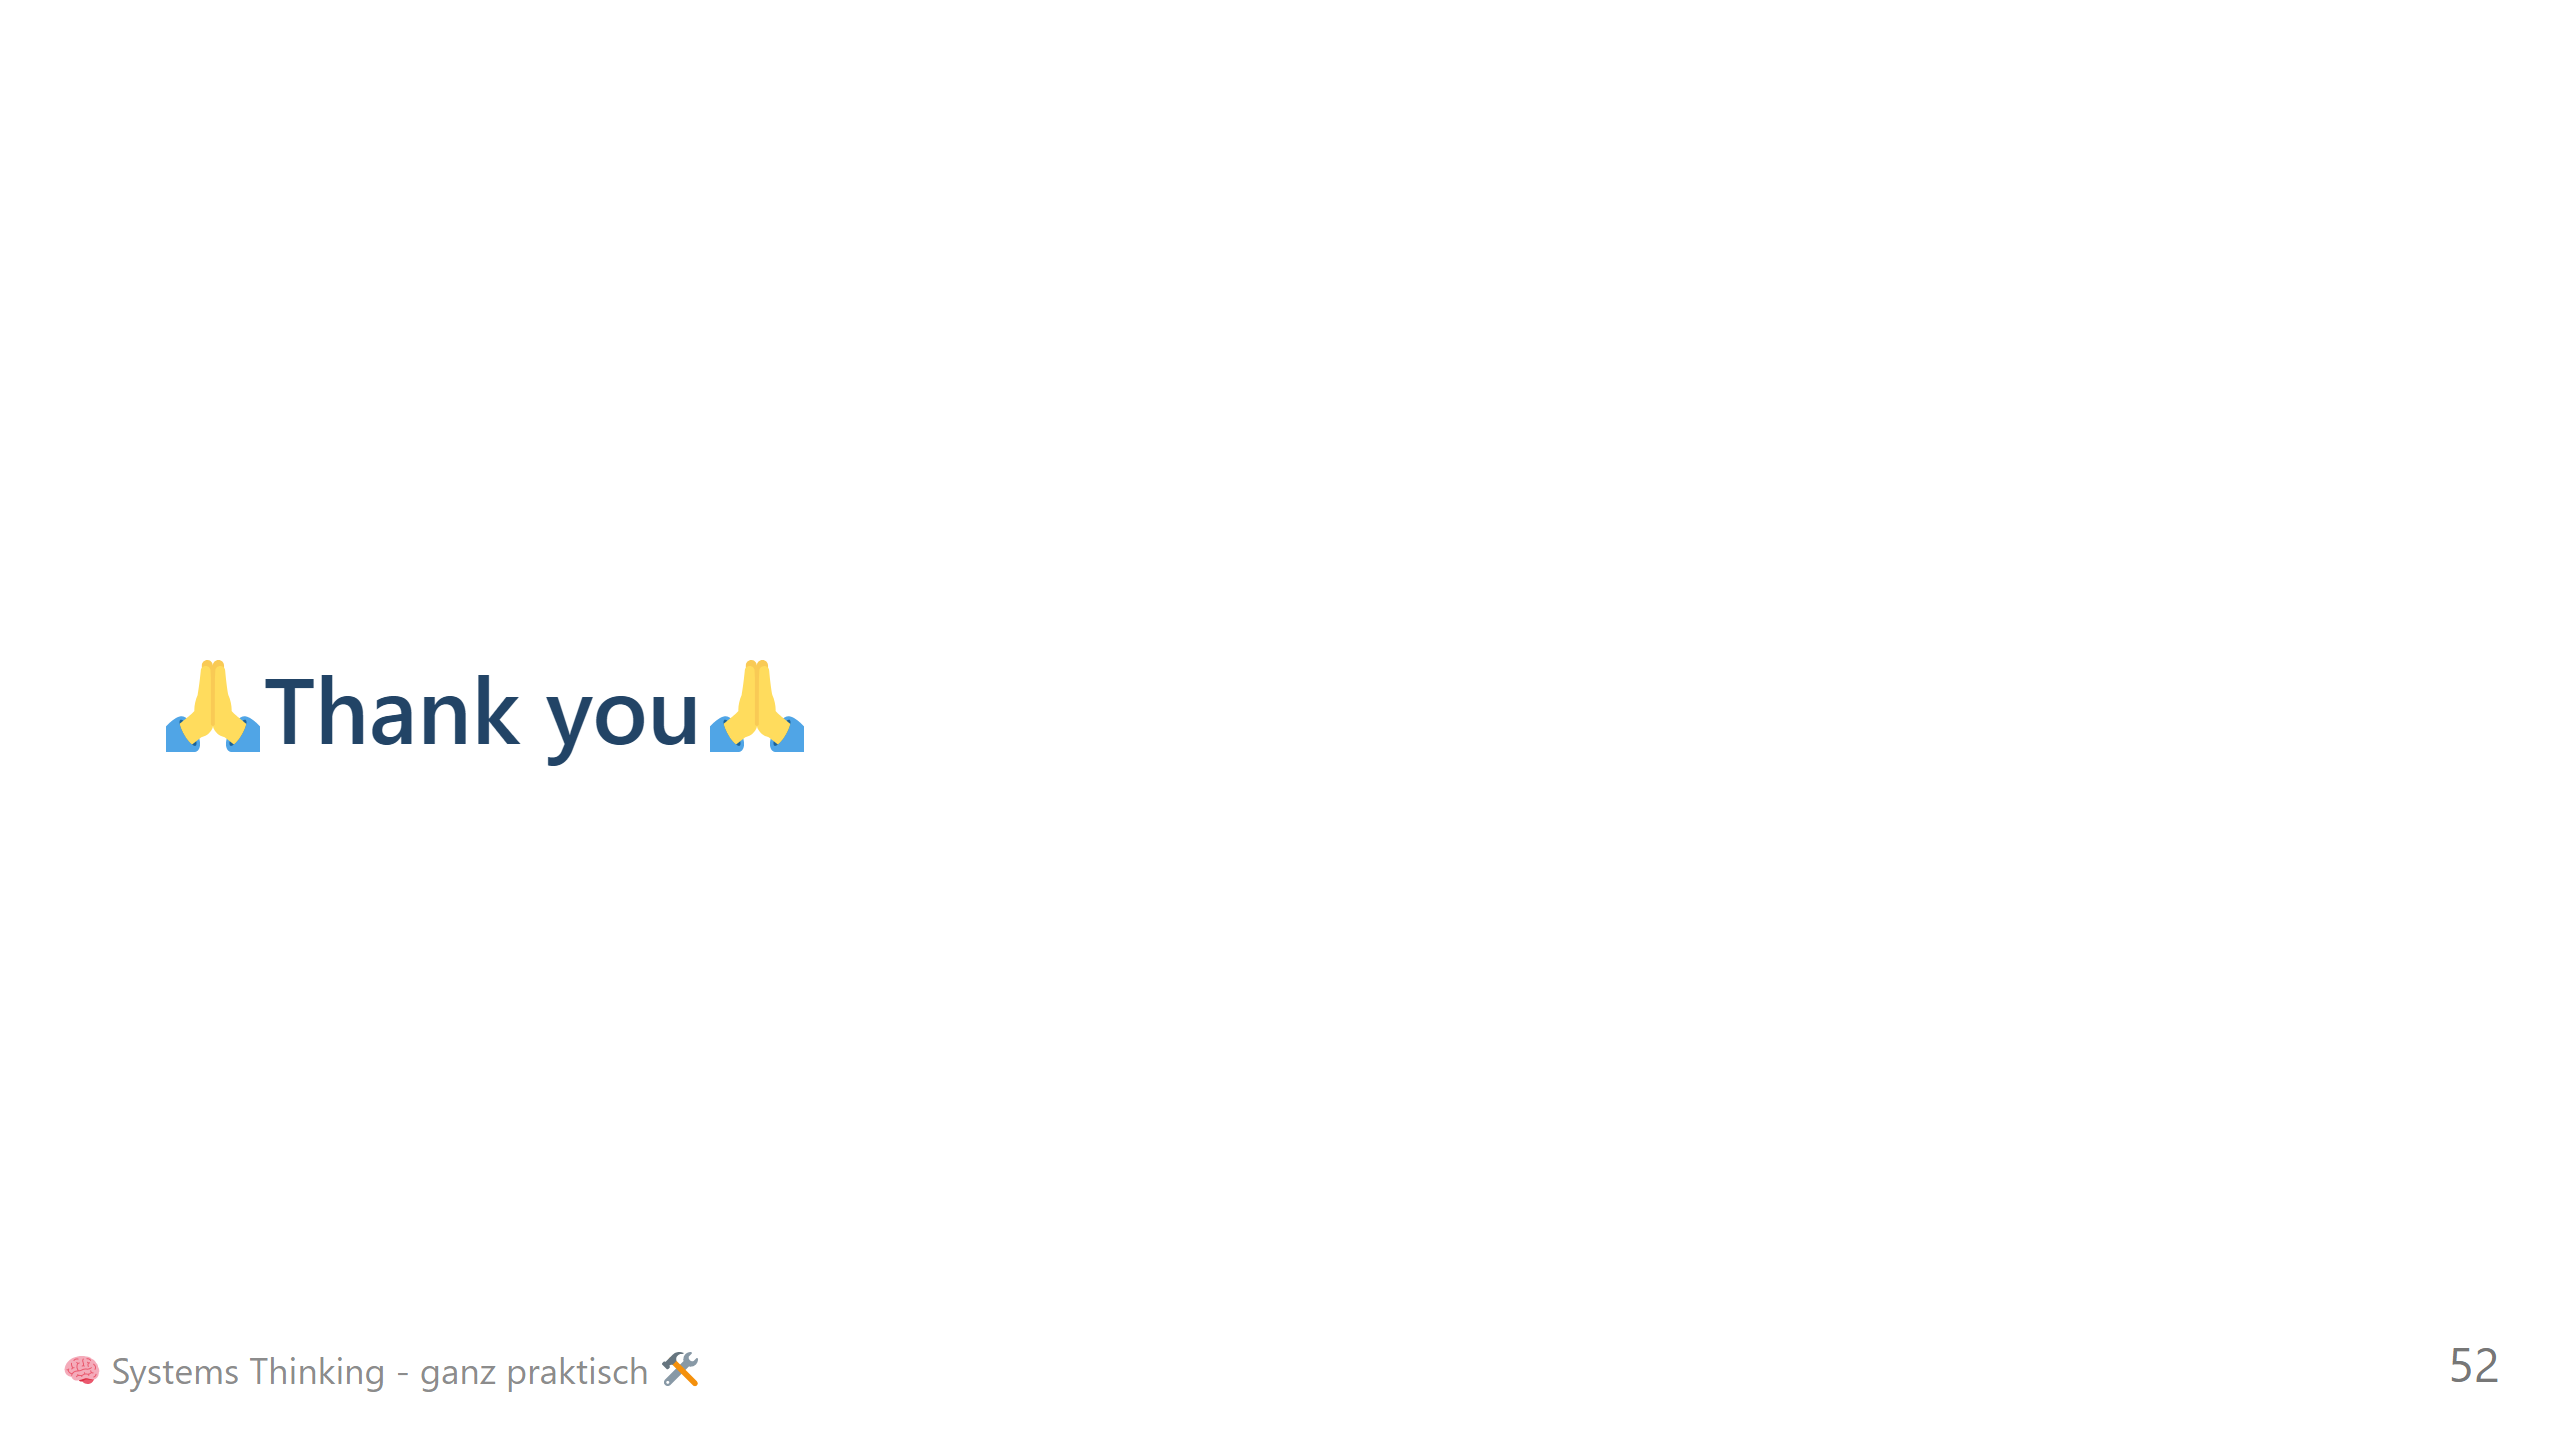 🙏Thank you🙏
🧠 Systems Thinking - ganz praktisch 🛠️
52